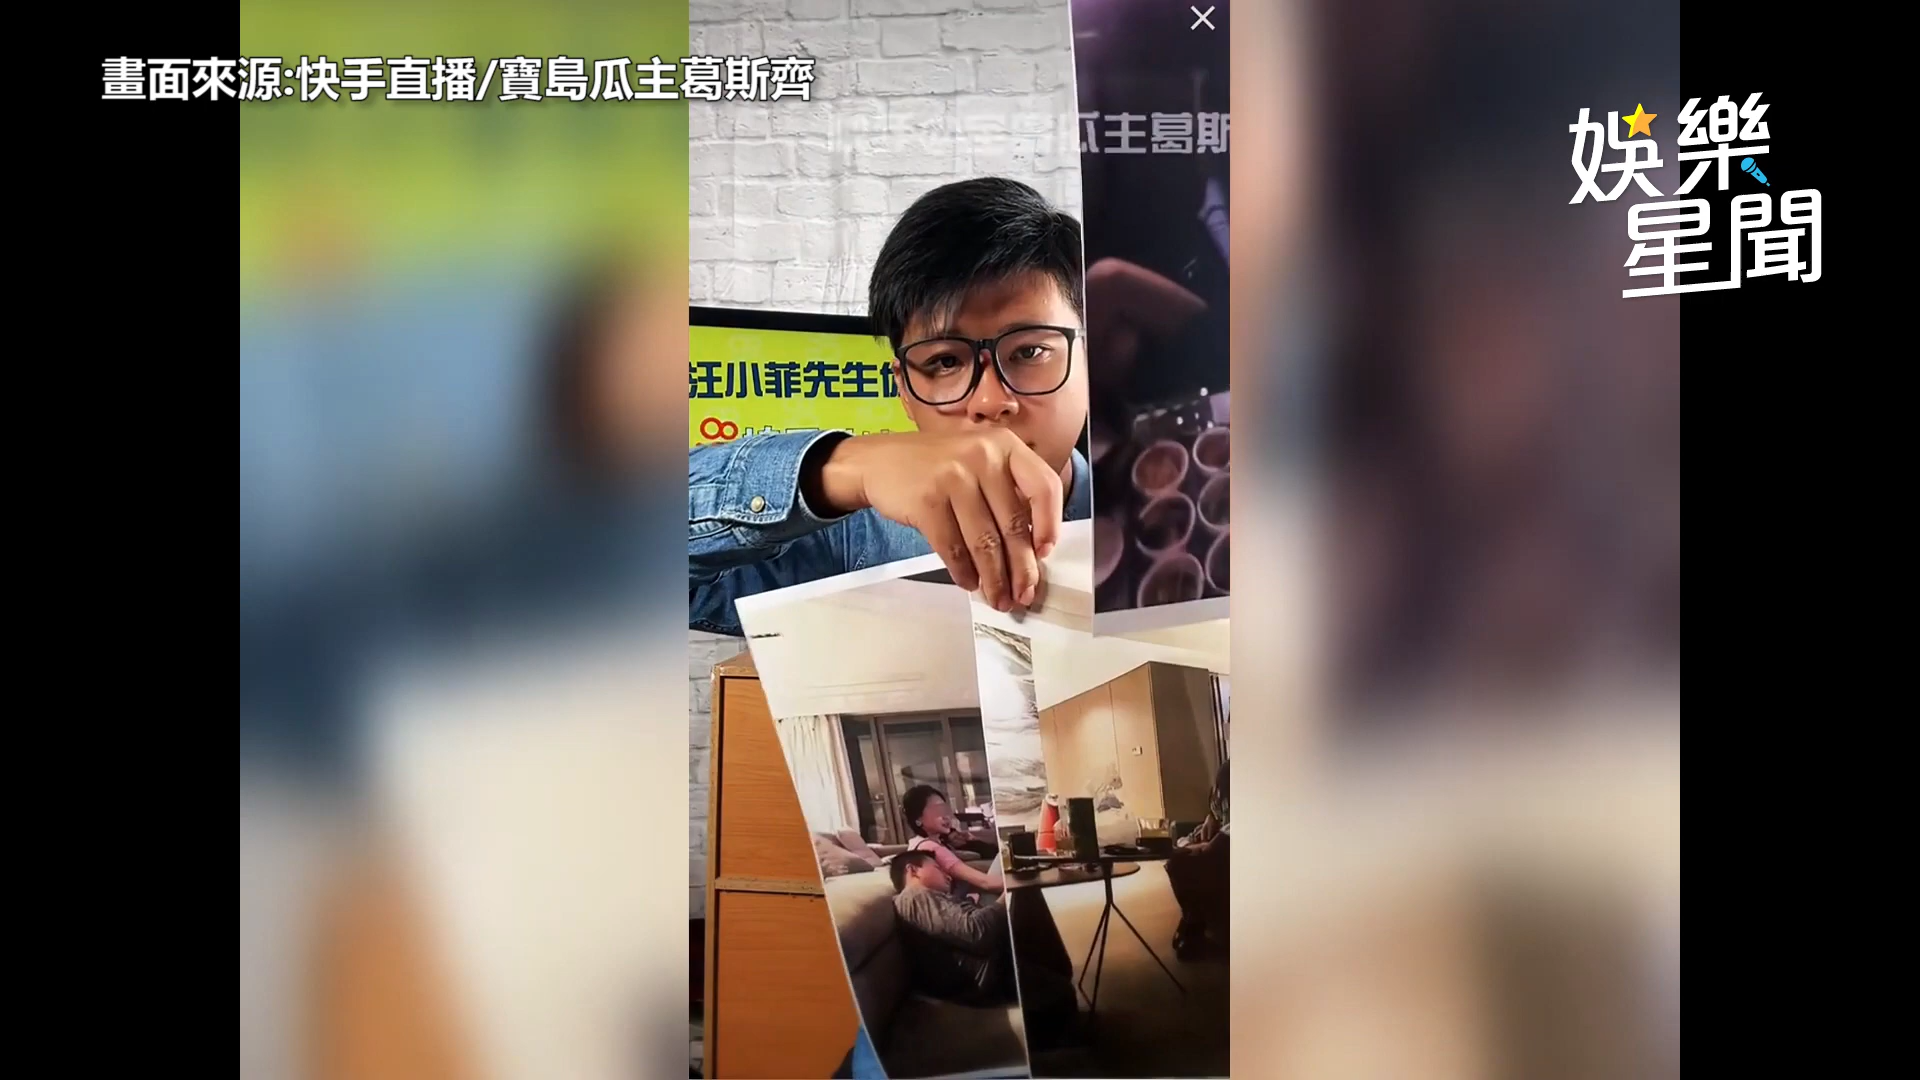 畫面來源:快手直播/寶島瓜主葛斯齊
娛樂
星聞
瓜主葛斯
汪小菲先生